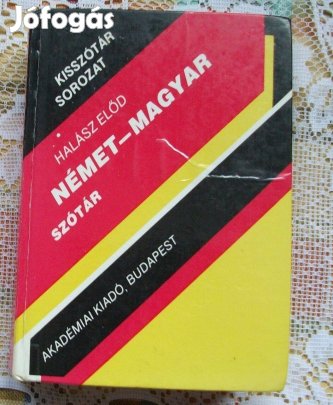 Jófogás
KISSZÓTÁR
SOROZAT
HALÁSZ ELŐD
NÉMET–MAGYAR
SZÓTÁR
AKADÉMIAI KIADÓ, BUDAPEST